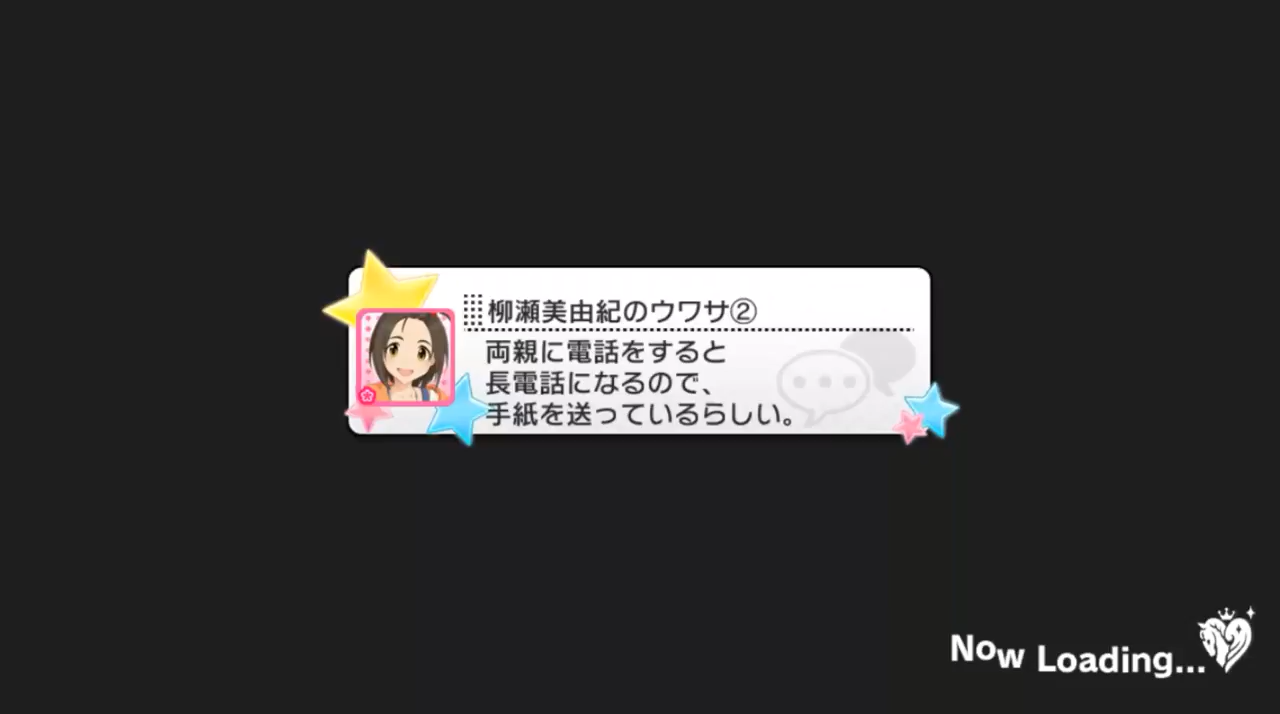 柳瀬美由紀のウワサ②
両親に電話をすると
長電話になるので、
手紙を送っているらしい。
Now Loading...